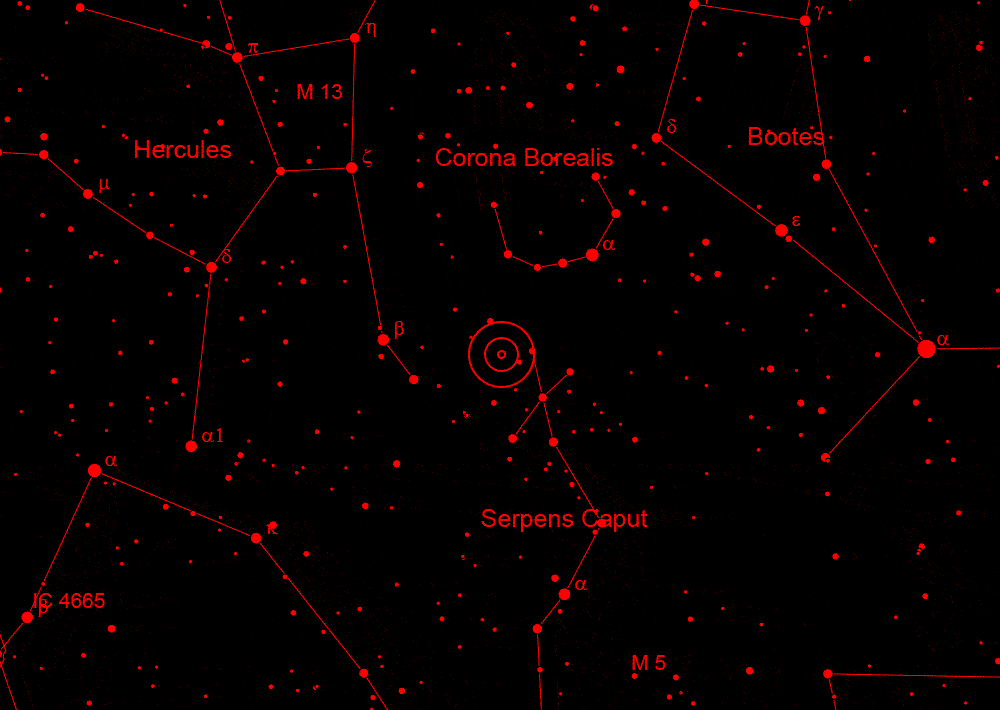 γ
η
π
M 13
δ
Bootes
Hercules
Corona Borealis
ζ
μ
ε
α
δ
β
α
α1
α
Serpens Caput
κ
α
IC 4665
β
M 5